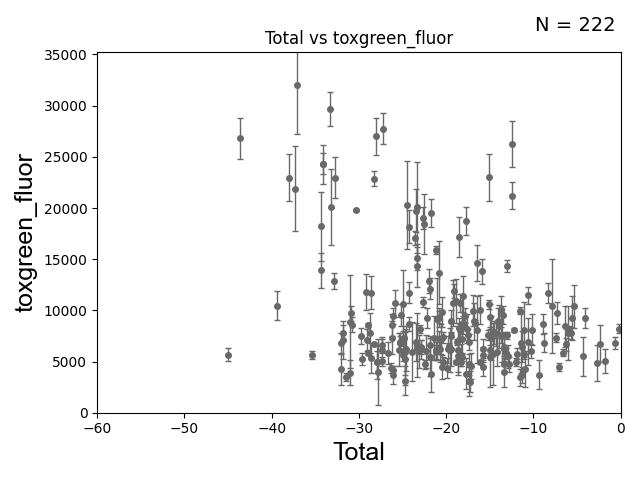 N = 222
Total vs toxgreen_fluor
35000
30000
25000
20000
15000
10000
5000
0
toxgreen_fluor
−60 −50 −40 −30 −20 −10 0
Total